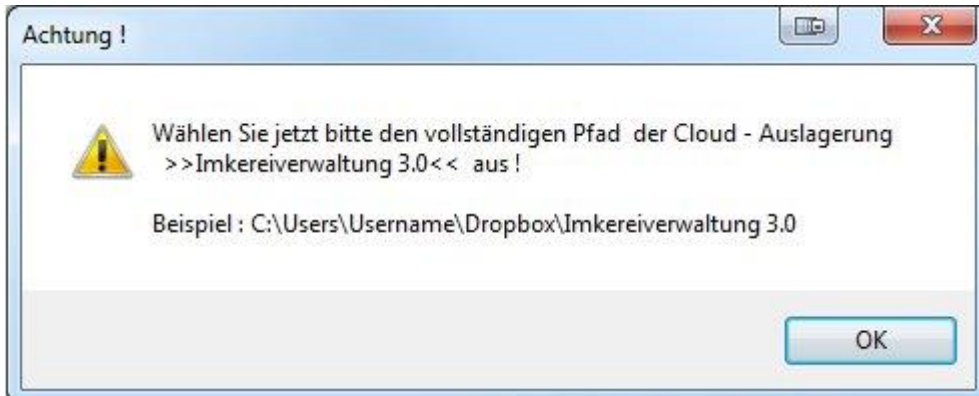 Achtung !
Wählen Sie jetzt bitte den vollständigen Pfad  der Cloud - Auslagerung
>>Imkereiverwaltung 3.0<<  aus !
Beispiel : C:\Users\Username\Dropbox\Imkereiverwaltung 3.0
OK